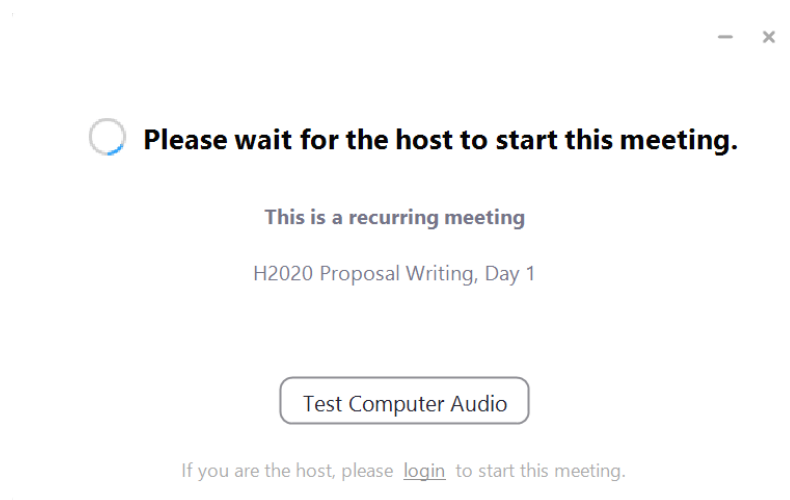 Please wait for the host to start this meeting.
This is a recurring meeting
H2020 Proposal Writing, Day 1
Test Computer Audio
If you are the host, please login to start this meeting.